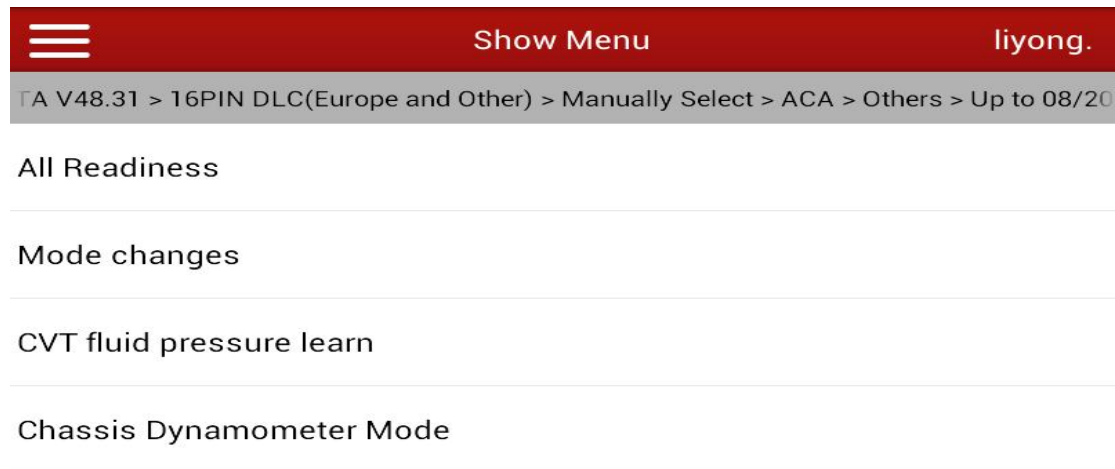 Show Menu liyong.
TA V48.31 > 16PIN DLC(Europe and Other) > Manually Select > ACA > Others > Up to 08/20
All Readiness
Mode changes
CVT fluid pressure learn
Chassis Dynamometer Mode